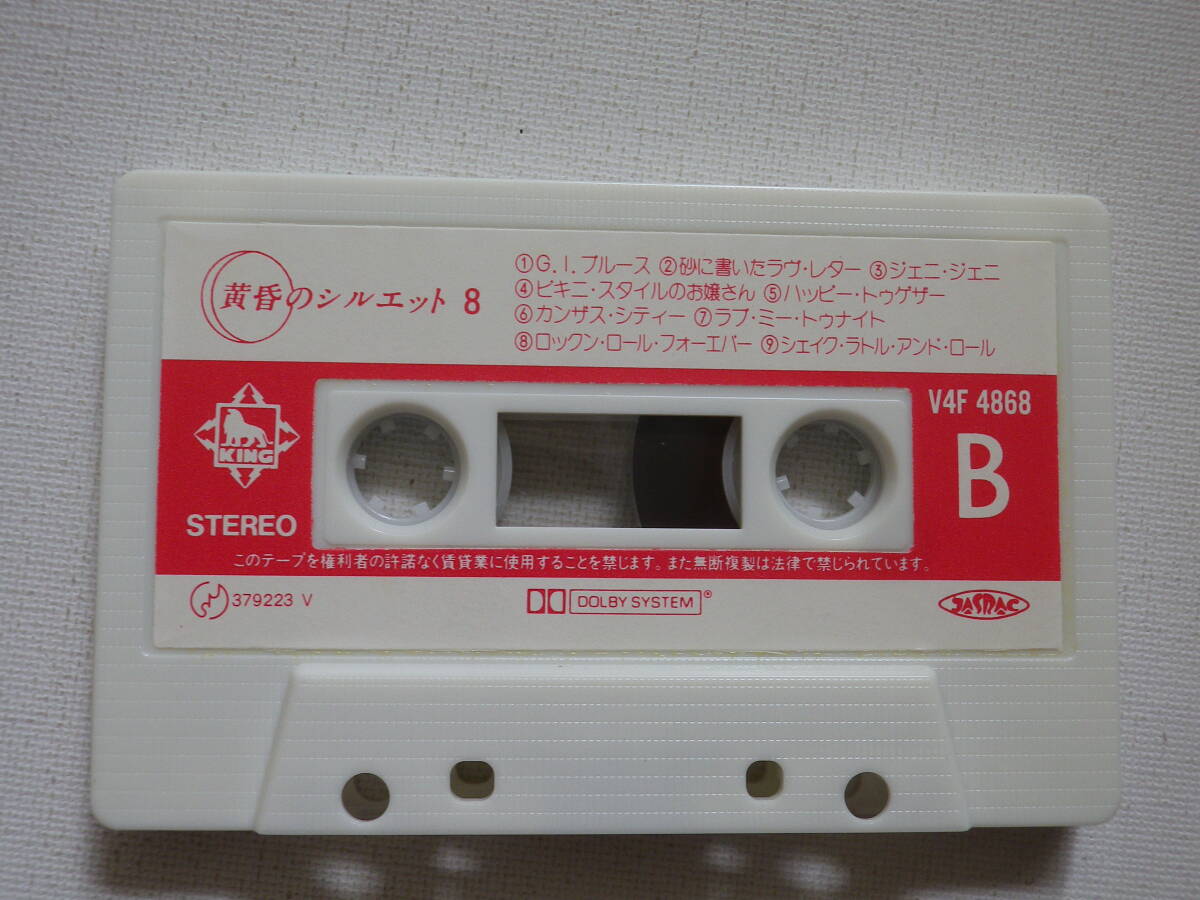 黄昏のシルエット 8
①G.I.ブルース ②砂に書いたラヴ・レター ③ジェニ・ジェニ
④ビキニ・スタイルのお嬢さん ⑤ハッピー・トゥゲザー
⑥カンザス・シティー ⑦ラブ・ミー・トゥナイト
⑧ロックン・ロール・フォーエバー ⑨シェイク・ラトル・アンド・ロール
KING
STEREO
V4F 4868
B
このテープを権利者の許諾なく賃貸業に使用することを禁じます。また無断複製は法律で禁じられています。
379223 V
DOLBY SYSTEM®
JASRAC